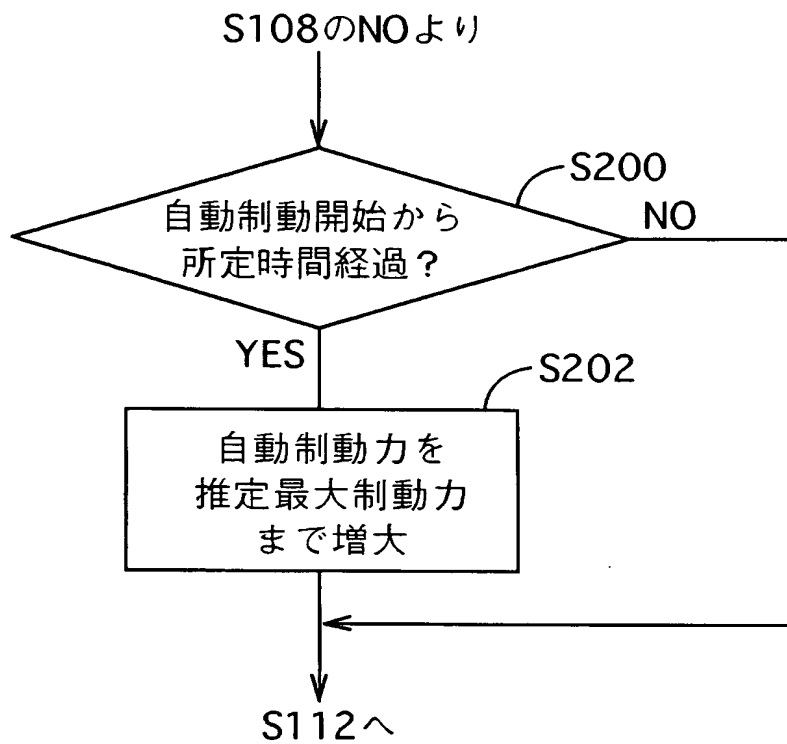 S108のNOより
S200
自動制動開始から
所定時間経過？
NO
YES
S202
自動制動力を
推定最大制動力
まで増大
S112へ